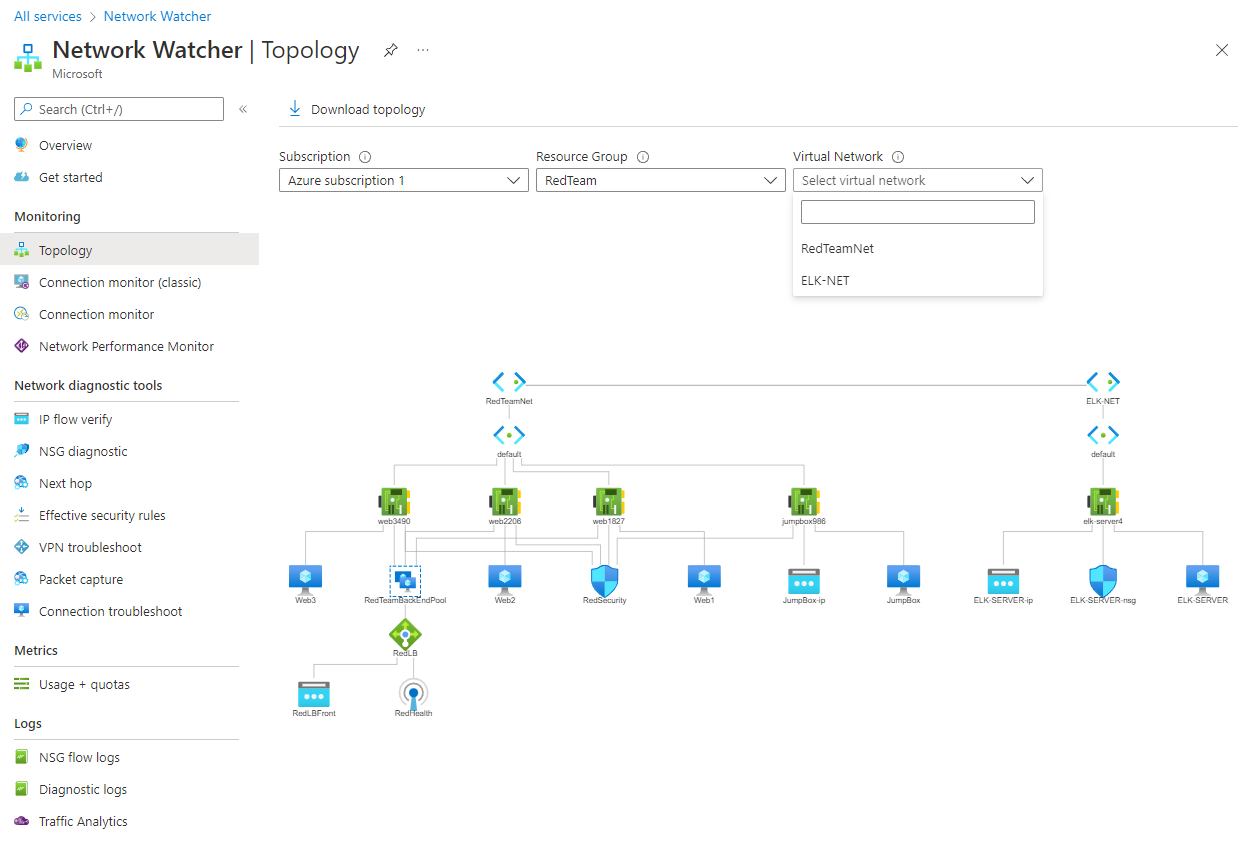 All services > Network Watcher
Network Watcher | Topology ...
Microsoft
Search (Ctrl+/) «
Overview
Get started
Monitoring
Topology
Connection monitor (classic)
Connection monitor
Network Performance Monitor
Network diagnostic tools
IP flow verify
NSG diagnostic
Next hop
Effective security rules
VPN troubleshoot
Packet capture
Connection troubleshoot
Metrics
Usage + quotas
Logs
NSG flow logs
Diagnostic logs
Traffic Analytics
Download topology
Subscription
Azure subscription 1
Resource Group
RedTeam
Virtual Network
Select virtual network
RedTeamNet
ELK-NET
RedTeamNet
ELK-NET
default
default
web3490
web2206
web1827
jumpbox986
elk-server4
Web3
RedTeamBackEndPool
Web2
RedSecurity
Web1
JumpBox-ip
JumpBox
ELK-SERVER-ip
ELK-SERVER-nsg
ELK-SERVER
RedLB
RedLBFront
RedHealth